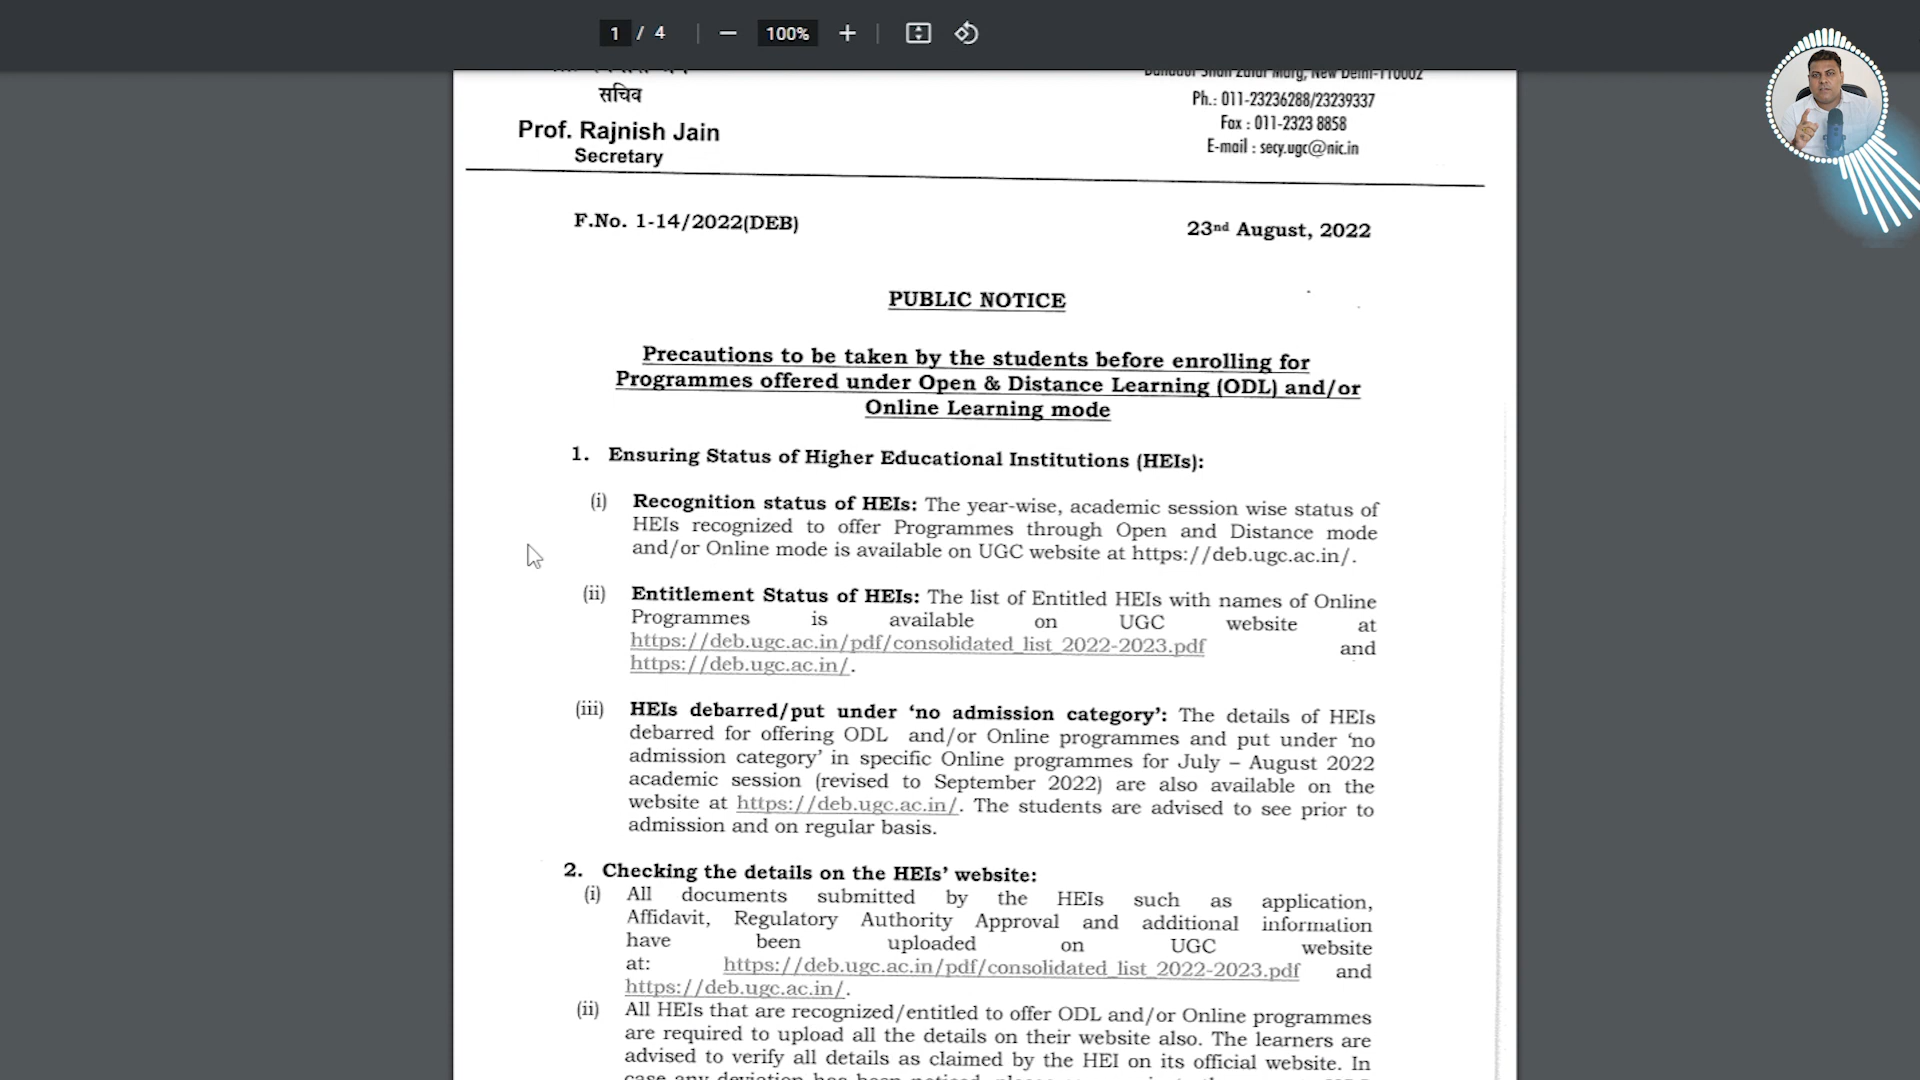 1 / 4 100%
Bahadur Shah Zafar Marg, New Delhi-110002
सचिव
Ph.: 011-23236288/23239337
Prof. Rajnish Jain
Fax : 011-2323 8858
Secretary
E-mail : secy.ugc@nic.in
F.No. 1-14/2022(DEB)
23nd August, 2022
PUBLIC NOTICE
Precautions to be taken by the students before enrolling for
Programmes offered under Open & Distance Learning (ODL) and/or
Online Learning mode
1. Ensuring Status of Higher Educational Institutions (HEIs):
(i) Recognition status of HEIs: The year-wise, academic session wise status of
HEIs recognized to offer Programmes through Open and Distance mode
and/or Online mode is available on UGC website at https://deb.ugc.ac.in/.
(ii) Entitlement Status of HEIs: The list of Entitled HEIs with names of Online
Programmes is available on UGC website at
https://deb.ugc.ac.in/pdf/consolidated_list_2022-2023.pdf and
https://deb.ugc.ac.in/.
(iii) HEIs debarred/put under ‘no admission category’: The details of HEIs
debarred for offering ODL and/or Online programmes and put under ‘no
admission category’ in specific Online programmes for July – August 2022
academic session (revised to September 2022) are also available on the
website at https://deb.ugc.ac.in/. The students are advised to see prior to
admission and on regular basis.
2. Checking the details on the HEIs’ website:
(i) All documents submitted by the HEIs such as application,
Affidavit, Regulatory Authority Approval and additional information
have been uploaded on UGC website
at: https://deb.ugc.ac.in/pdf/consolidated_list_2022-2023.pdf and
https://deb.ugc.ac.in/.
(ii) All HEIs that are recognized/entitled to offer ODL and/or Online programmes
are required to upload all the details on their website also. The learners are
advised to verify all details as claimed by the HEI on its official website. In
case any deviation has been noticed, please